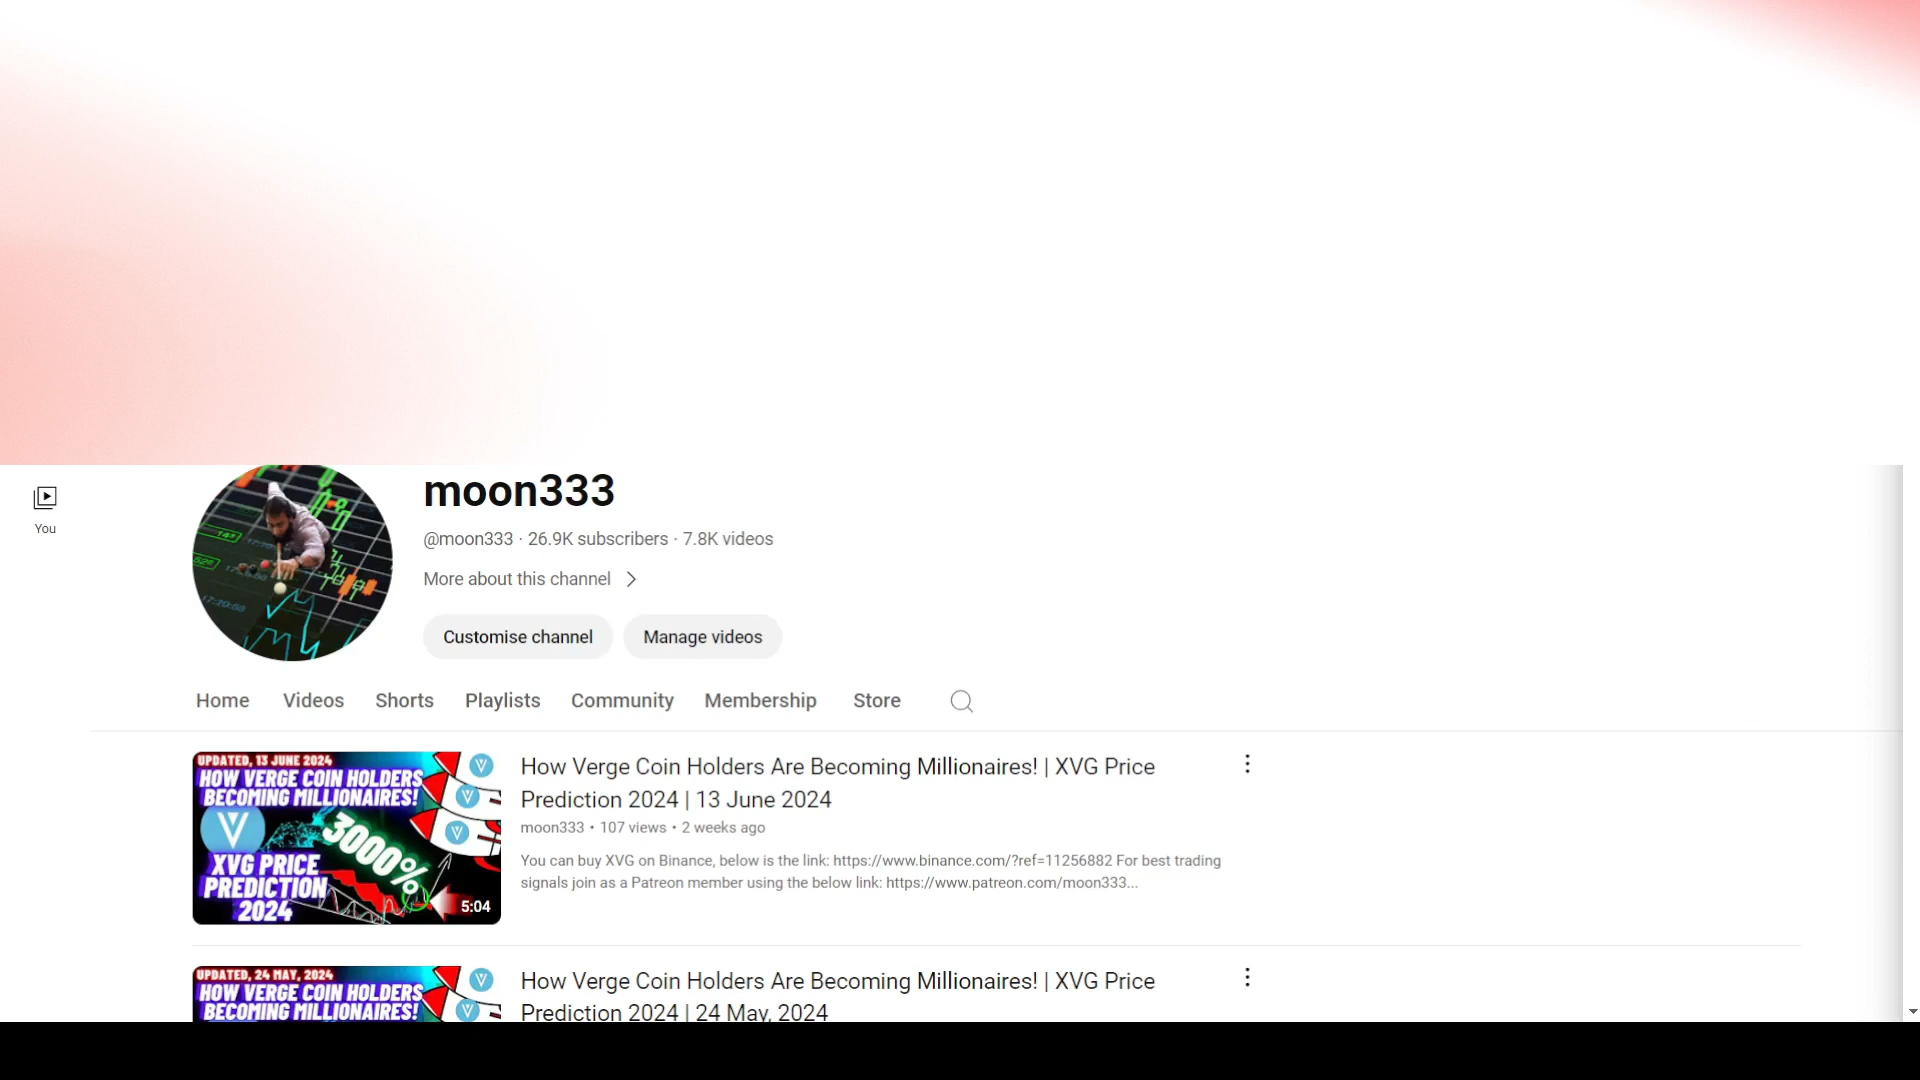 moon333
You
@moon333 · 26.9K subscribers · 7.8K videos
More about this channel
Customise channel
Manage videos
Home
Videos
Shorts
Playlists
Community
Membership
Store
UPDATED, 13 JUNE 2024
HOW VERGE COIN HOLDERS
BECOMING MILLIONAIRES!
3000%
XVG PRICE
PREDICTION
2024
5:04
How Verge Coin Holders Are Becoming Millionaires! | XVG Price
Prediction 2024 | 13 June 2024
moon333 • 107 views • 2 weeks ago
You can buy XVG on Binance, below is the link: https://www.binance.com/?ref=11256882 For best trading
signals join as a Patreon member using the below link: https://www.patreon.com/moon333...
UPDATED, 24 MAY, 2024
HOW VERGE COIN HOLDERS
BECOMING MILLIONAIRES!
How Verge Coin Holders Are Becoming Millionaires! | XVG Price
Prediction 2024 | 24 May, 2024